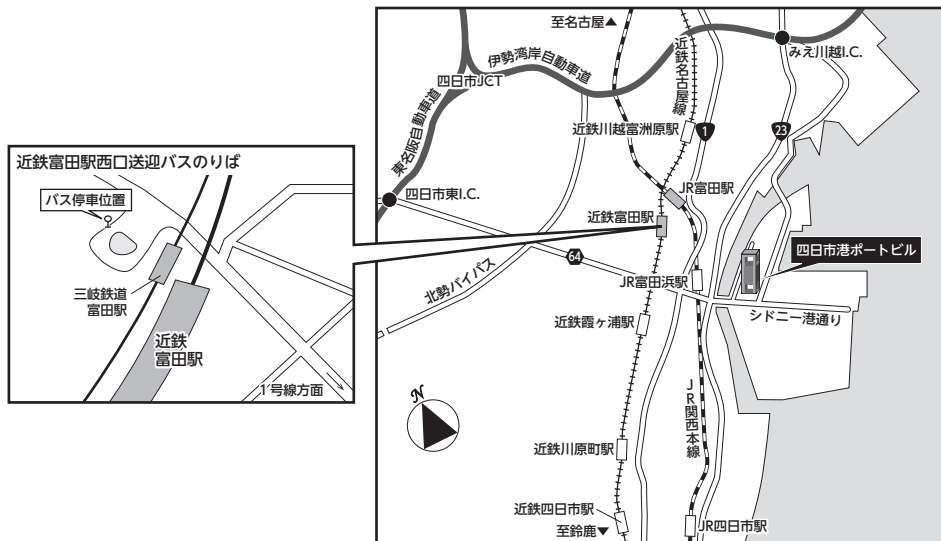 近鉄富田駅西口送迎バスのりば
バス停車位置
三岐鉄道
富田駅
近鉄
富田駅
1号線方面
至名古屋▲
近鉄名古屋線
みえ川越I.C.
伊勢湾岸自動車道
四日市JCT
東名阪自動車道
近鉄川越富洲原駅
1
23
JR富田駅
四日市東I.C.
近鉄富田駅
四日市港ポートビル
64
JR富田浜駅
北勢バイパス
シドニー港通り
近鉄霞ヶ浦駅
N
JR関西本線
近鉄川原町駅
近鉄四日市駅
至鈴鹿▼
JR四日市駅